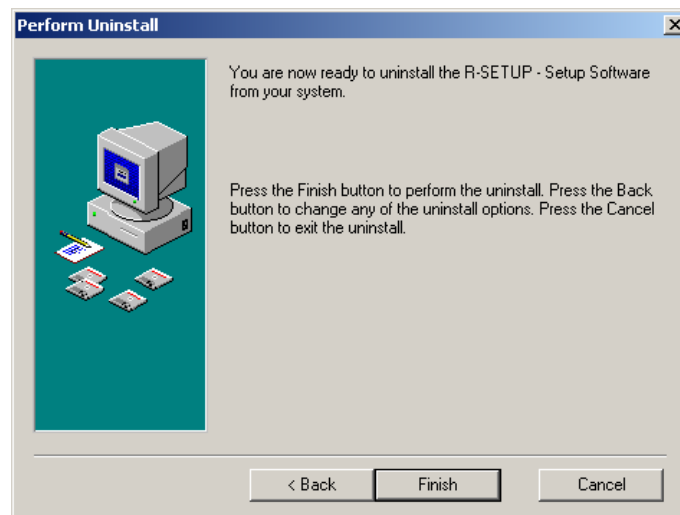 Perform Uninstall
You are now ready to uninstall the R-SETUP - Setup Software
from your system.
Press the Finish button to perform the uninstall. Press the Back
button to change any of the uninstall options. Press the Cancel
button to exit the uninstall.
< Back Finish Cancel